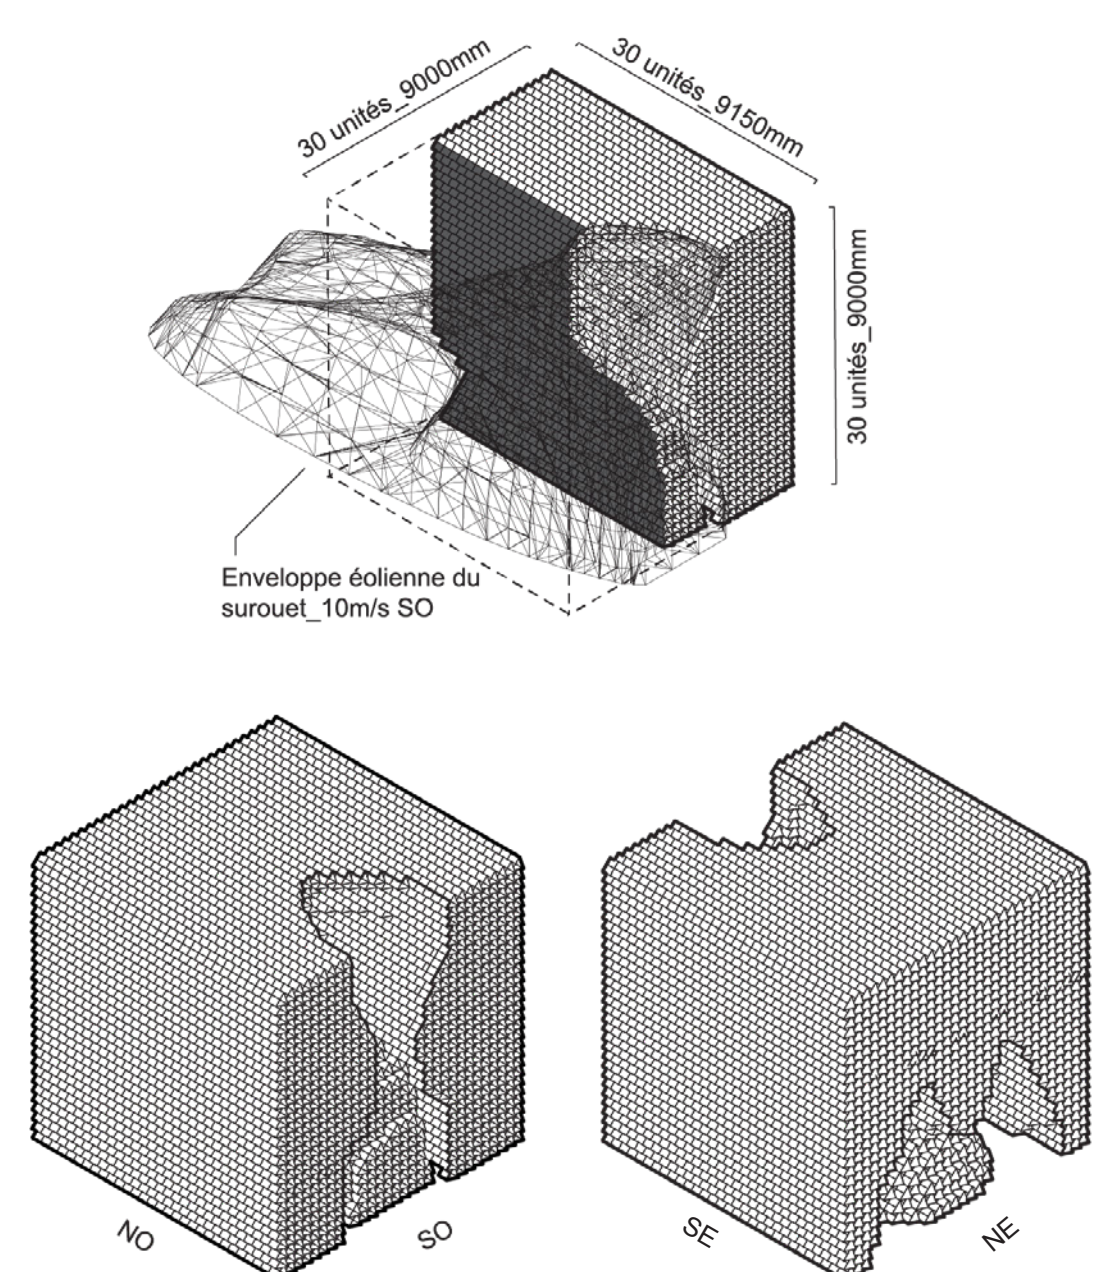 30 unités_9000mm
30 unités_9150mm
30 unités_9000mm
Enveloppe éolienne du
surouet_10m/s SO
NO
SO
SE
NE